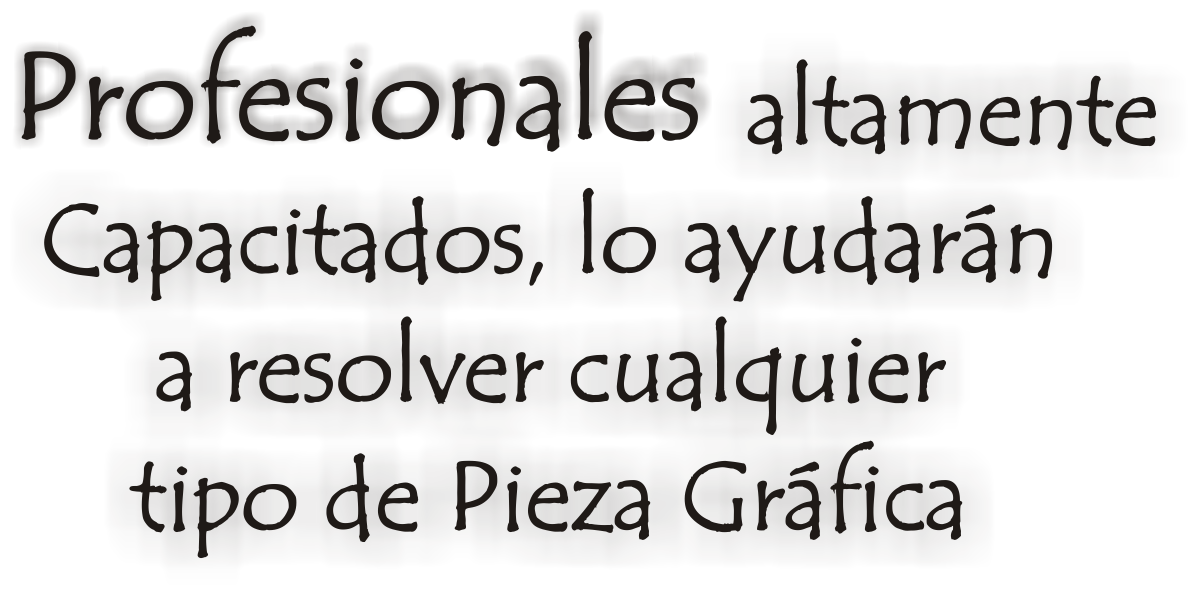 Profesionales altamente
Capacitados, lo ayudarán
a resolver cualquier
tipo de Pieza Gráfica